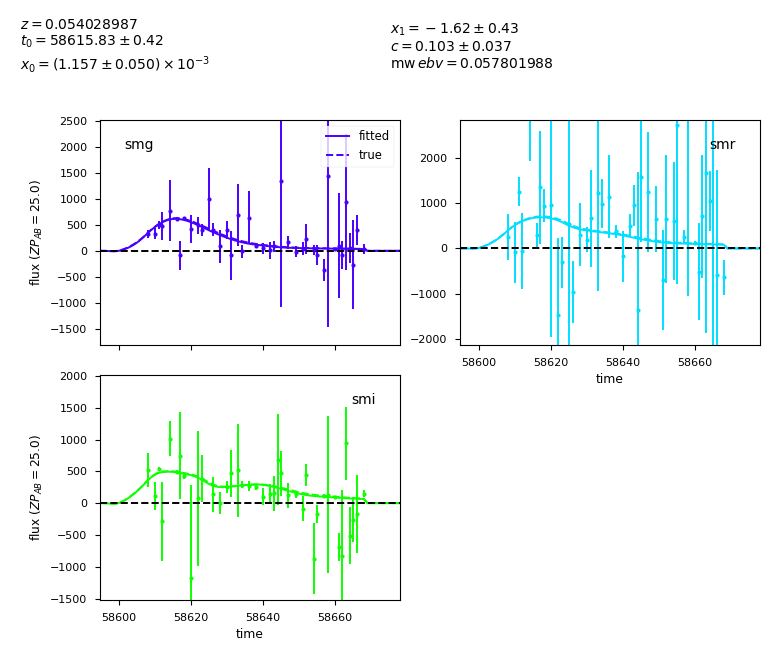 z = 0.054028987
t₀ = 58615.83 ± 0.42
x₀ = (1.157 ± 0.050) × 10⁻³
x₁ = −1.62 ± 0.43
c = 0.103 ± 0.037
mwebv = 0.057801988
2500
2000
1500
1000
500
0
−500
−1000
−1500
flux (ZP_AB = 25.0)
smg
fitted
true
2000
1000
0
−1000
−2000
smr
58600 58620 58640 58660
time
2000
1500
1000
500
0
−500
−1000
−1500
flux (ZP_AB = 25.0)
smi
58600 58620 58640 58660
time